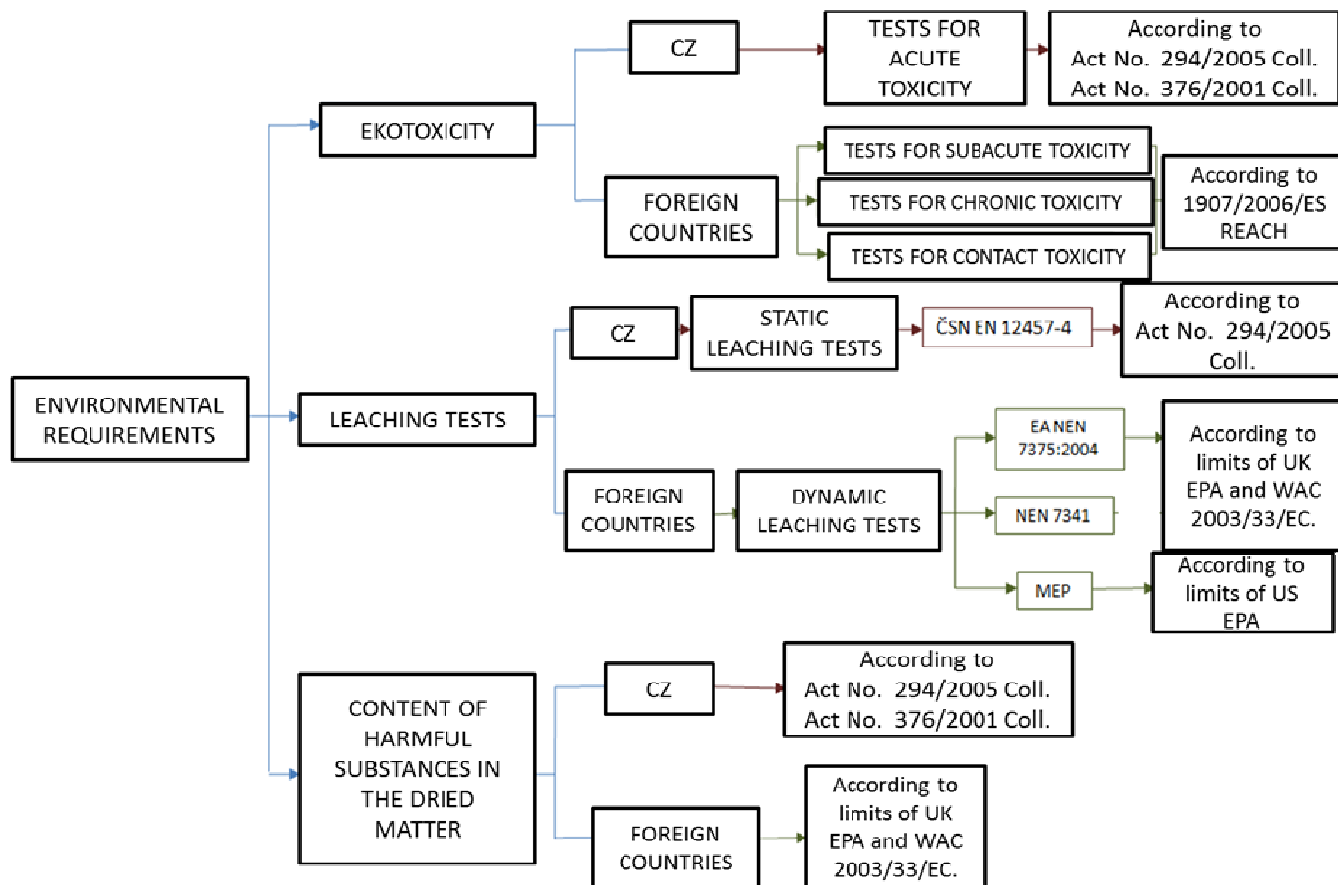 CZ
TESTS FOR
ACUTE
TOXICITY
According to
Act No. 294/2005 Coll.
Act No. 376/2001 Coll.
EKOTOXICITY
FOREIGN
COUNTRIES
TESTS FOR SUBACUTE TOXICITY
TESTS FOR CHRONIC TOXICITY
TESTS FOR CONTACT TOXICITY
According to
1907/2006/ES
REACH
ENVIRONMENTAL
REQUIREMENTS
LEACHING TESTS
CZ
STATIC
LEACHING TESTS
ČSN EN 12457-4
According to
Act No. 294/2005
Coll.
FOREIGN
COUNTRIES
DYNAMIC
LEACHING TESTS
EA NEN
7375:2004
NEN 7341
MEP
According to
limits of UK
EPA and WAC
2003/33/EC.
According to
limits of US
EPA
CONTENT OF
HARMFUL
SUBSTANCES IN
THE DRIED
MATTER
CZ
According to
Act No. 294/2005 Coll.
Act No. 376/2001 Coll.
FOREIGN
COUNTRIES
According to
limits of UK
EPA and WAC
2003/33/EC.